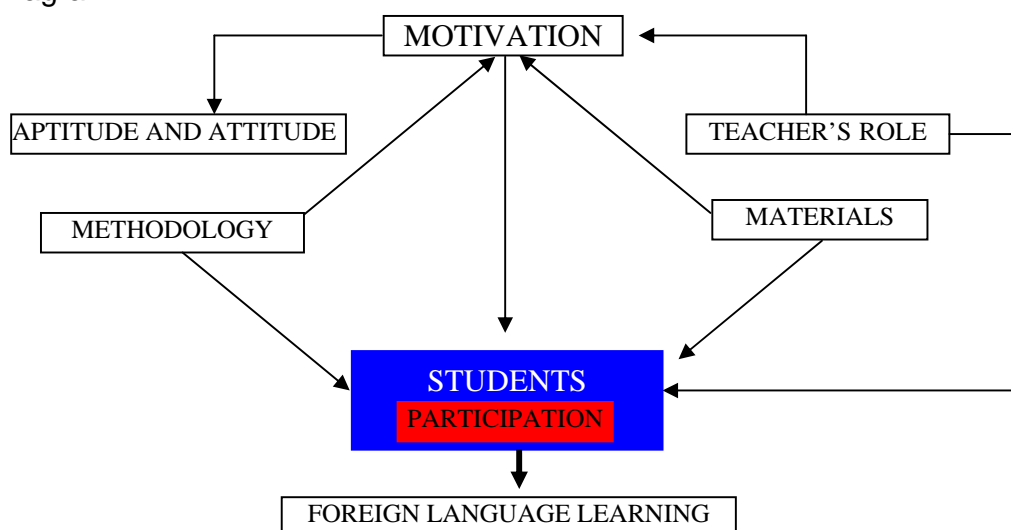 MOTIVATION
APTITUDE AND ATTITUDE
TEACHER’S ROLE
METHODOLOGY
MATERIALS
STUDENTS
PARTICIPATION
FOREIGN LANGUAGE LEARNING